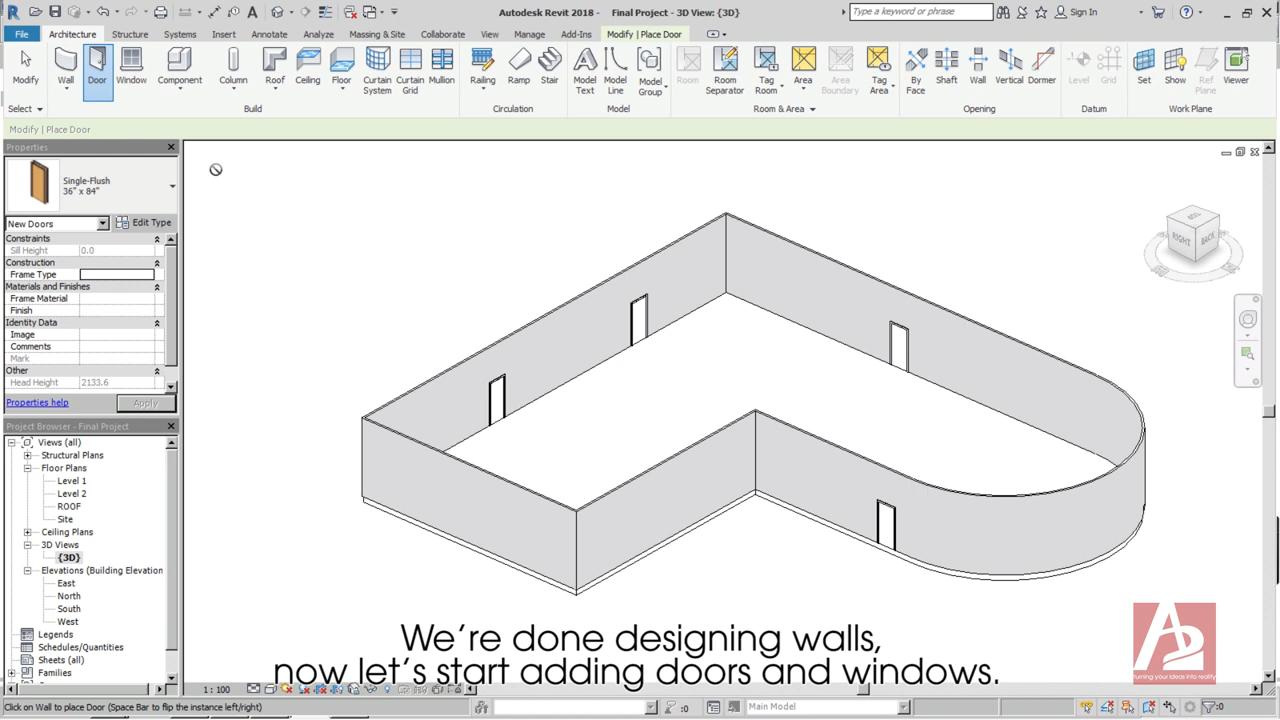 Autodesk Revit 2018 - Final Project - 3D View: {3D}
Type a keyword or phrase
Sign In
File Architecture Structure Systems Insert Annotate Analyze Massing & Site Collaborate View Manage Add-Ins Modify | Place Door
Modify Wall Door Window Component Column Roof Ceiling Floor Curtain System Curtain Grid Mullion Railing Ramp Stair Model Text Model Line Model Group Room Room Separator Tag Room Area Area Boundary Tag Area By Face Shaft Wall Vertical Dormer Level Grid Set Show Ref Plane Viewer
Select Build Circulation Model Room & Area Opening Datum Work Plane
Modify | Place Door
Properties
Single-Flush
36" x 84"
New Doors Edit Type
Constraints
Sill Height 0.0
Construction
Frame Type
Materials and Finishes
Frame Material
Finish
Identity Data
Image
Comments
Mark
Other
Head Height 2133.6
Properties help Apply
Project Browser - Final Project
Views (all)
Structural Plans
Floor Plans
Level 1
Level 2
ROOF
Site
Ceiling Plans
3D Views
{3D}
Elevations (Building Elevation
East
North
South
West
Legends
Schedules/Quantities
Sheets (all)
Families
RIGHT BACK
We're done designing walls,
now let's start adding doors and windows.
turning your ideas into reality
1 : 100
Click on Wall to place Door (Space Bar to flip the instance left/right)
:0 Main Model :0